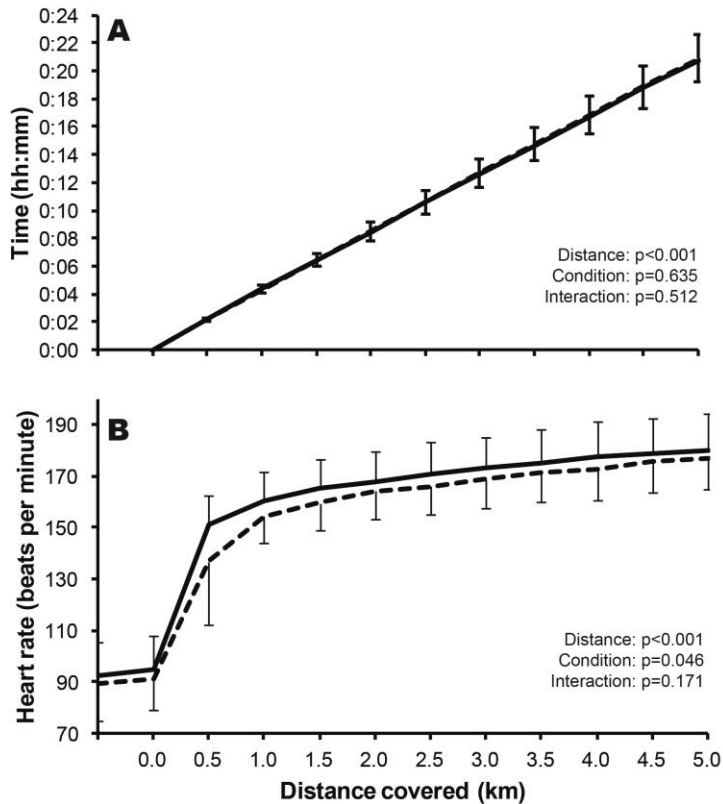 A
0:24
0:22
0:20
0:18
0:16
0:14
0:12
0:10
0:08
0:06
0:04
0:02
0:00
Time (hh:mm)
Distance: p<0.001
Condition: p=0.635
Interaction: p=0.512
B
190
170
150
130
110
90
70
Heart rate (beats per minute)
Distance: p<0.001
Condition: p=0.046
Interaction: p=0.171
0.0 0.5 1.0 1.5 2.0 2.5 3.0 3.5 4.0 4.5 5.0
Distance covered (km)